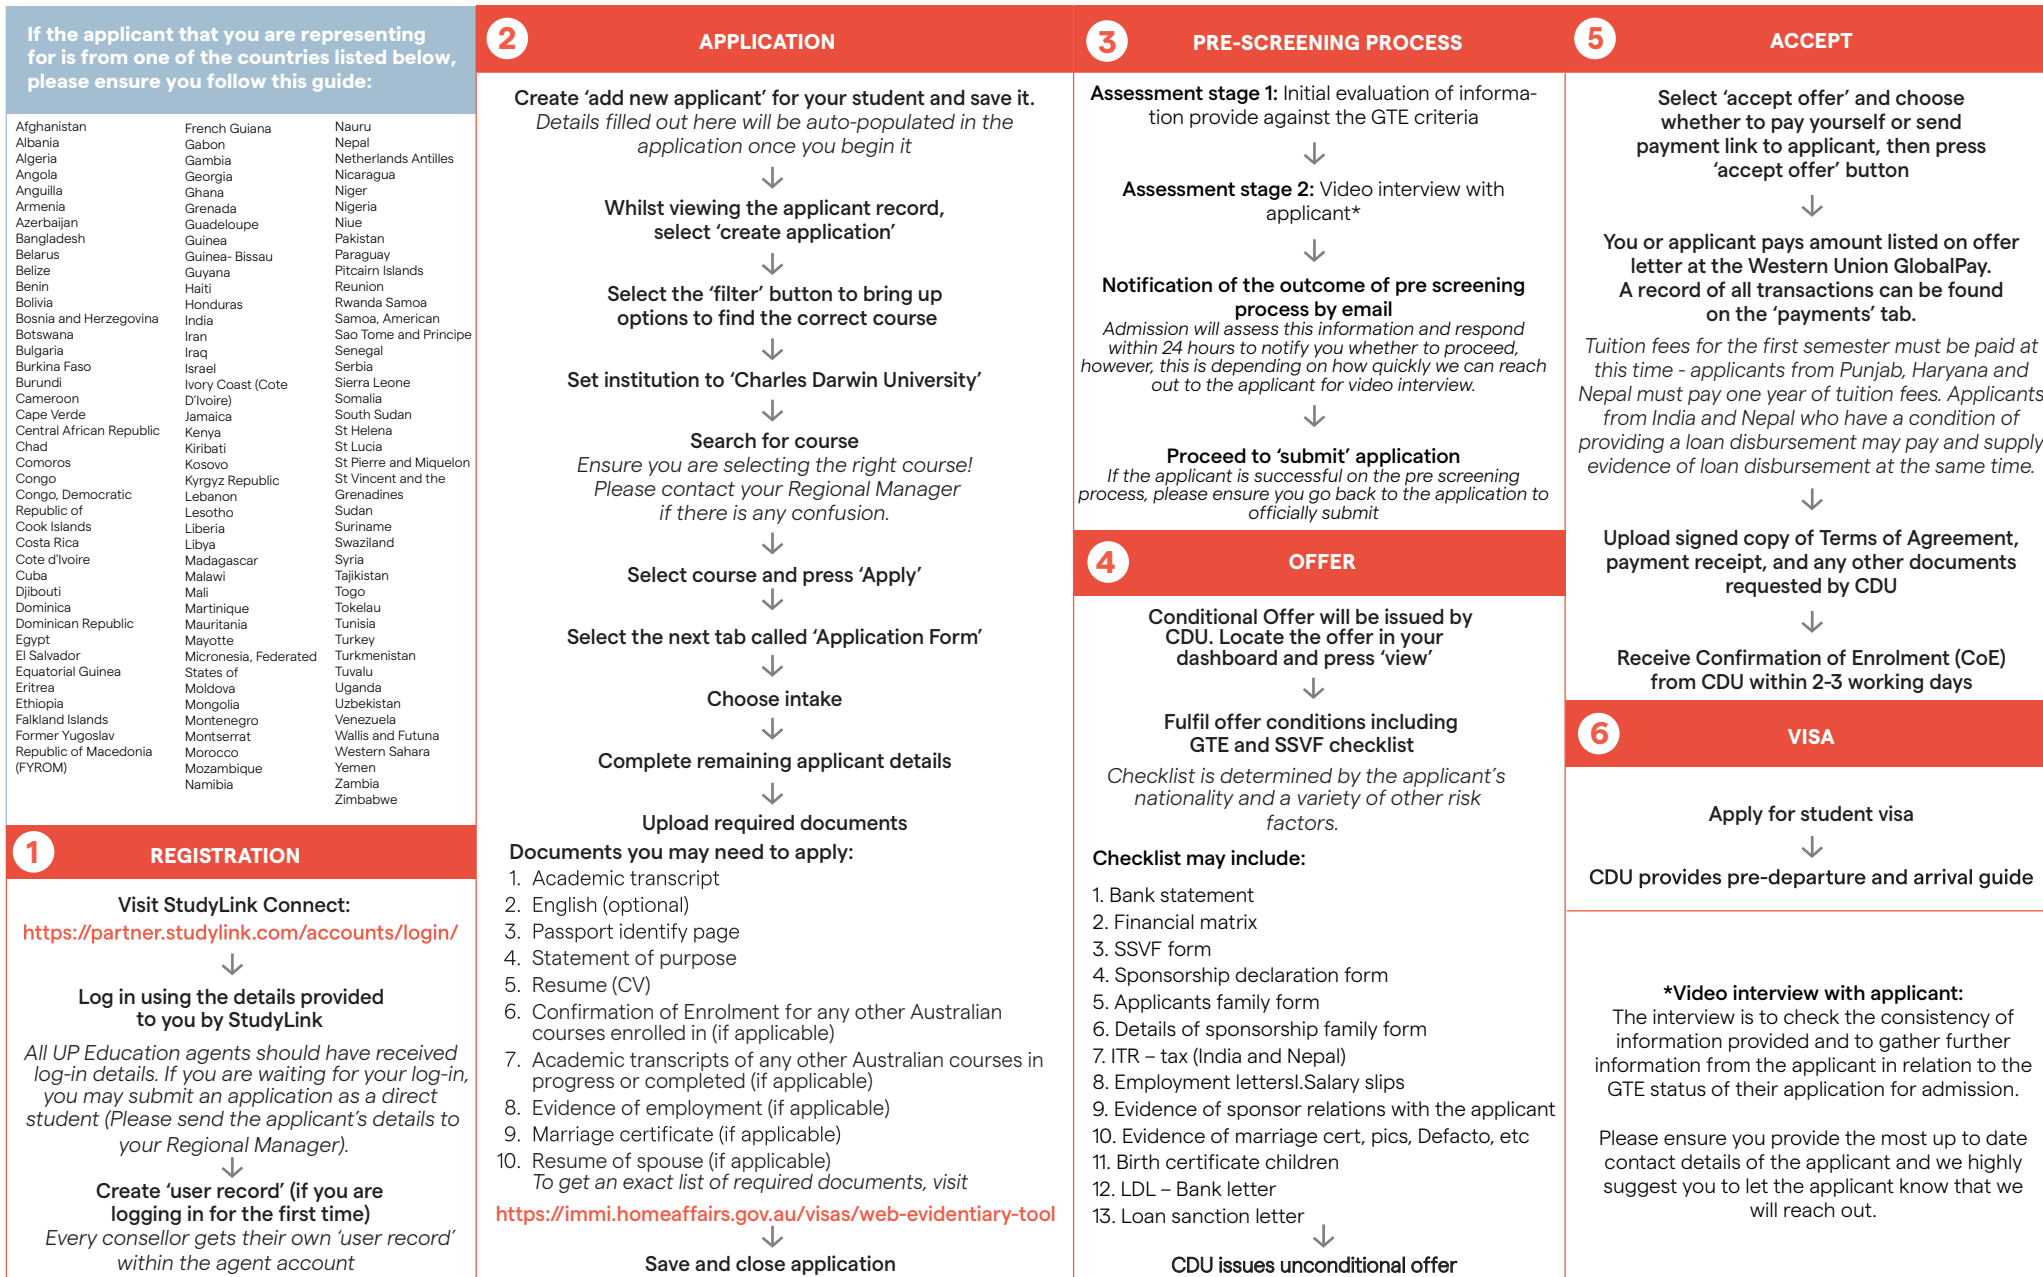 If the applicant that you are representing
for is from one of the countries listed below,
please ensure you follow this guide:
Afghanistan
Albania
Algeria
Angola
Anguilla
Armenia
Azerbaijan
Bangladesh
Belarus
Belize
Benin
Bolivia
Bosnia and Herzegovina
Botswana
Bulgaria
Burkina Faso
Burundi
Cameroon
Cape Verde
Central African Republic
Chad
Comoros
Congo
Congo, Democratic
Republic of
Cook Islands
Costa Rica
Cote d'Ivoire
Cuba
Djibouti
Dominica
Dominican Republic
Egypt
El Salvador
Equatorial Guinea
Eritrea
Ethiopia
Falkland Islands
Former Yugoslav
Republic of Macedonia
(FYROM)
French Guiana
Gabon
Gambia
Georgia
Ghana
Grenada
Guadeloupe
Guinea
Guinea- Bissau
Guyana
Haiti
Honduras
India
Iran
Iraq
Israel
Ivory Coast (Cote
D'Ivoire)
Jamaica
Kenya
Kiribati
Kosovo
Kyrgyz Republic
Lebanon
Lesotho
Liberia
Libya
Madagascar
Malawi
Mali
Martinique
Mauritania
Mayotte
Micronesia, Federated
States of
Moldova
Mongolia
Montenegro
Montserrat
Morocco
Mozambique
Namibia
Nauru
Nepal
Netherlands Antilles
Nicaragua
Niger
Nigeria
Niue
Pakistan
Paraguay
Pitcairn Islands
Reunion
Rwanda Samoa
Samoa, American
Sao Tome and Principe
Senegal
Serbia
Sierra Leone
Somalia
South Sudan
St Helena
St Lucia
St Pierre and Miquelon
St Vincent and the
Grenadines
Sudan
Suriname
Swaziland
Syria
Tajikistan
Togo
Tokelau
Tunisia
Turkey
Turkmenistan
Tuvalu
Uganda
Uzbekistan
Venezuela
Wallis and Futuna
Western Sahara
Yemen
Zambia
Zimbabwe
1 REGISTRATION
Visit StudyLink Connect:
https://partner.studylink.com/accounts/login/
↓
Log in using the details provided
to you by StudyLink
All UP Education agents should have received
log-in details. If you are waiting for your log-in,
you may submit an application as a direct
student (Please send the applicant's details to
your Regional Manager).
↓
Create 'user record' (if you are
logging in for the first time)
Every consellor gets their own 'user record'
within the agent account
2 APPLICATION
Create 'add new applicant' for your student and save it.
Details filled out here will be auto-populated in the
application once you begin it
↓
Whilst viewing the applicant record,
select 'create application'
↓
Select the 'filter' button to bring up
options to find the correct course
↓
Set institution to 'Charles Darwin University'
↓
Search for course
Ensure you are selecting the right course!
Please contact your Regional Manager
if there is any confusion.
↓
Select course and press 'Apply'
↓
Select the next tab called 'Application Form'
↓
Choose intake
↓
Complete remaining applicant details
↓
Upload required documents
Documents you may need to apply:
1. Academic transcript
2. English (optional)
3. Passport identify page
4. Statement of purpose
5. Resume (CV)
6. Confirmation of Enrolment for any other Australian
courses enrolled in (if applicable)
7. Academic transcripts of any other Australian courses in
progress or completed (if applicable)
8. Evidence of employment (if applicable)
9. Marriage certificate (if applicable)
10. Resume of spouse (if applicable)
To get an exact list of required documents, visit
https://immi.homeaffairs.gov.au/visas/web-evidentiary-tool
↓
Save and close application
3 PRE-SCREENING PROCESS
Assessment stage 1: Initial evaluation of informa-
tion provide against the GTE criteria
↓
Assessment stage 2: Video interview with
applicant*
↓
Notification of the outcome of pre screening
process by email
Admission will assess this information and respond
within 24 hours to notify you whether to proceed,
however, this is depending on how quickly we can reach
out to the applicant for video interview.
↓
Proceed to 'submit' application
If the applicant is successful on the pre screening
process, please ensure you go back to the application to
officially submit
4 OFFER
Conditional Offer will be issued by
CDU. Locate the offer in your
dashboard and press 'view'
↓
Fulfil offer conditions including
GTE and SSVF checklist
Checklist is determined by the applicant's
nationality and a variety of other risk
factors.
Checklist may include:
1. Bank statement
2. Financial matrix
3. SSVF form
4. Sponsorship declaration form
5. Applicants family form
6. Details of sponsorship family form
7. ITR – tax (India and Nepal)
8. Employment lettersl.Salary slips
9. Evidence of sponsor relations with the applicant
10. Evidence of marriage cert, pics, Defacto, etc
11. Birth certificate children
12. LDL – Bank letter
13. Loan sanction letter
↓
CDU issues unconditional offer
5 ACCEPT
Select 'accept offer' and choose
whether to pay yourself or send
payment link to applicant, then press
'accept offer' button
↓
You or applicant pays amount listed on offer
letter at the Western Union GlobalPay.
A record of all transactions can be found
on the 'payments' tab.
Tuition fees for the first semester must be paid at
this time - applicants from Punjab, Haryana and
Nepal must pay one year of tuition fees. Applicants
from India and Nepal who have a condition of
providing a loan disbursement may pay and supply
evidence of loan disbursement at the same time.
↓
Upload signed copy of Terms of Agreement,
payment receipt, and any other documents
requested by CDU
↓
Receive Confirmation of Enrolment (CoE)
from CDU within 2-3 working days
6 VISA
Apply for student visa
↓
CDU provides pre-departure and arrival guide
*Video interview with applicant:
The interview is to check the consistency of
information provided and to gather further
information from the applicant in relation to the
GTE status of their application for admission.
Please ensure you provide the most up to date
contact details of the applicant and we highly
suggest you to let the applicant know that we
will reach out.